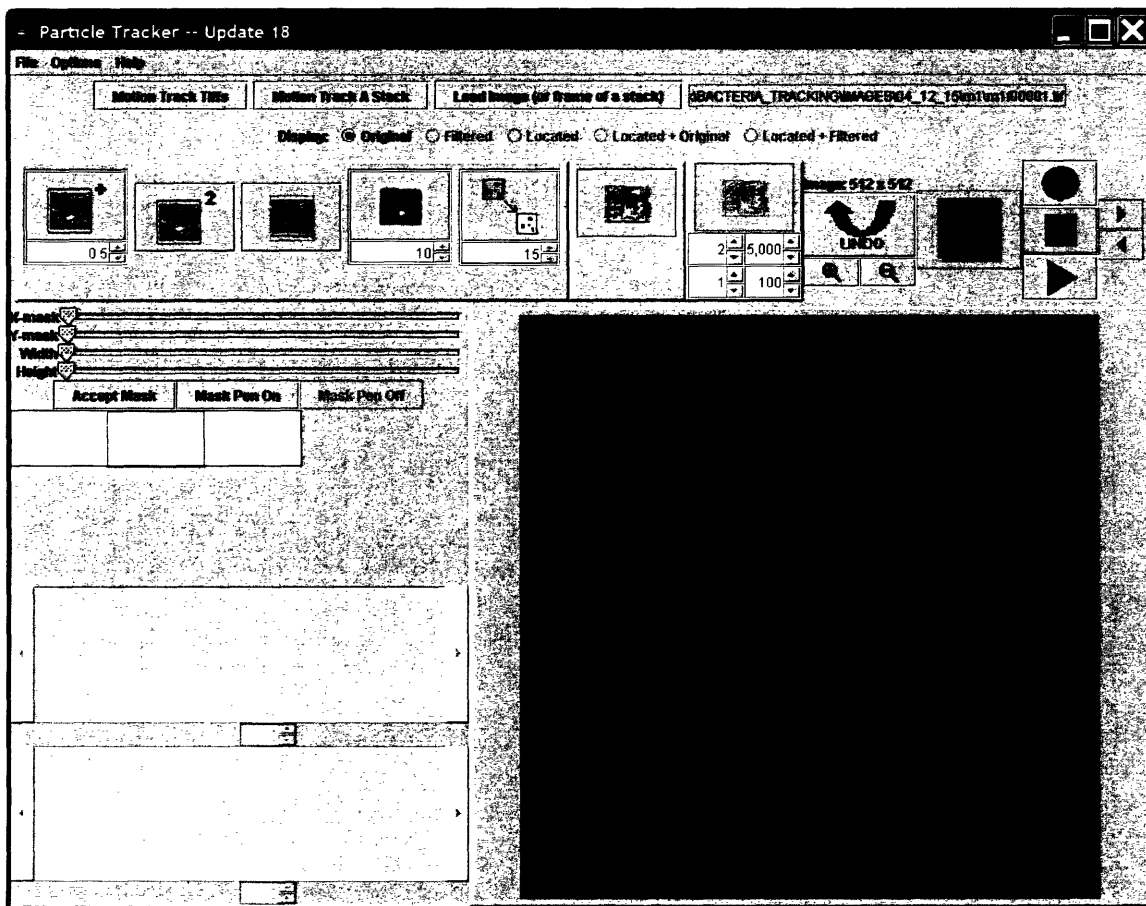 Particle Tracker -- Update 18
File Options Help
Motion Track Tiffs Motion Track A Stack Load Image (of frame of a stack)
Display: Original Filtered Located Located + Original Located + Filtered
+ 2 Image: 512 x 512
UNDO
0.5 10 15 2 5,000
1 100
X-mask
Y-mask
Width
Height
Accept Mask Mask Pen On Mask Pen Off